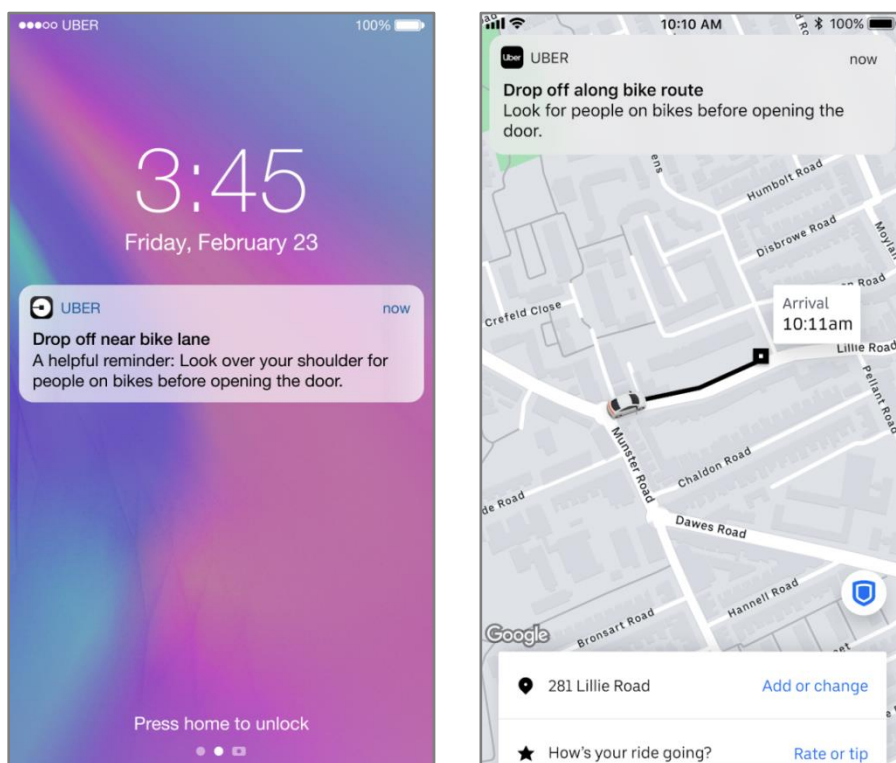 UBER 100%
3:45
Friday, February 23
UBER now
Drop off near bike lane
A helpful reminder: Look over your shoulder for
people on bikes before opening the door.
Press home to unlock
10:10 AM 100%
Uber UBER now
Drop off along bike route
Look for people on bikes before opening the
door.
Humbolt Road
Disbrowe Road
Moylan
Road
Crefeld Close
Arrival
10:11am
Lillie Road
Pellant Road
Munster Road
Chaldon Road
de Road
Dawes Road
Hannell Road
Google
Bronsart Road
281 Lillie Road Add or change
How's your ride going? Rate or tip